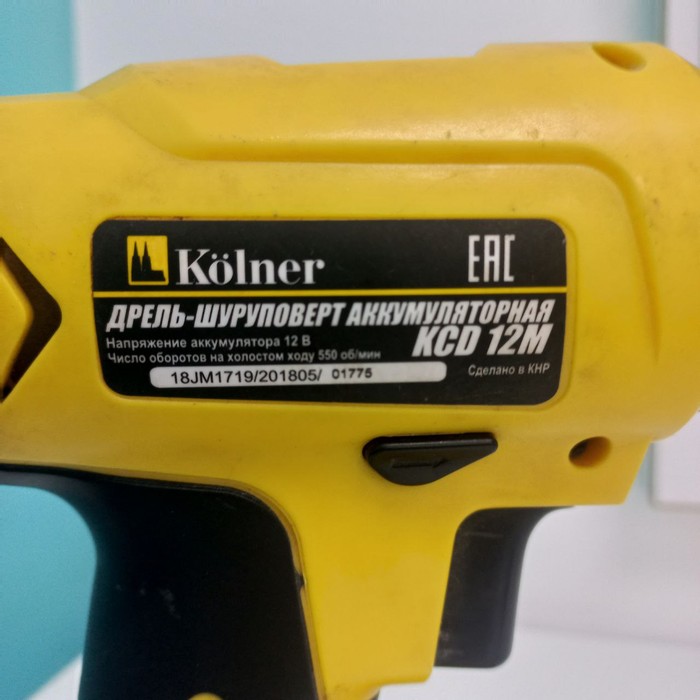 Kölner
EAC
ДРЕЛЬ-ШУРУПОВЕРТ АККУМУЛЯТОРНАЯ
Напряжение аккумулятора 12 В
KCD 12M
Число оборотов на холостом ходу 550 об/мин
18JM1719/201805/ 01775
Сделано в КНР